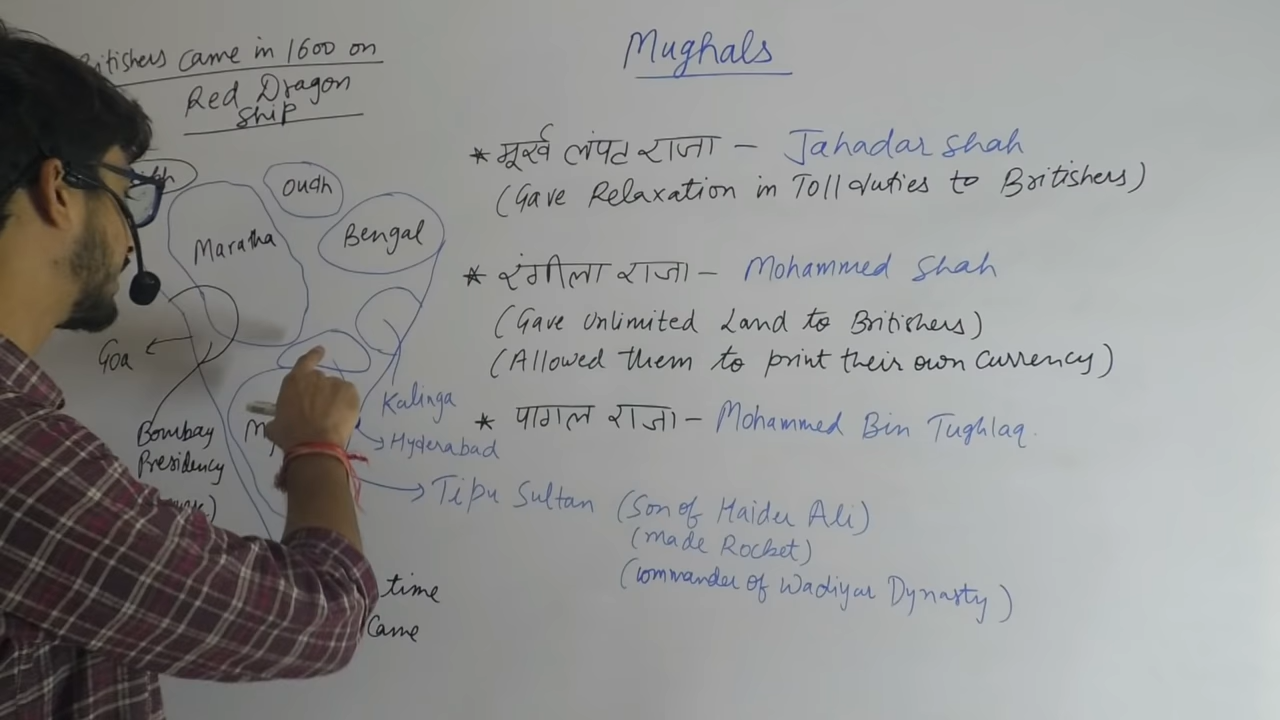 Britishers came in 1600 on
Red Dragon
ship
Oudh
Maratha
Bengal
Goa
Bombay
Presidency
Kalinga
Hyderabad
time
Came
Mughals
* मूर्ख लंपट राजा - Jahadar Shah
(Gave Relaxation in Toll duties to Britishers)
* रंगीला राजा - Mohammed Shah
(Gave Unlimited Land to Britishers)
(Allowed them to print their own currency)
* पागल राजा - Mohammed Bin Tughlaq.
Tipu Sultan (Son of Haider Ali)
(made Rocket)
(Commander of Wadiyar Dynasty)